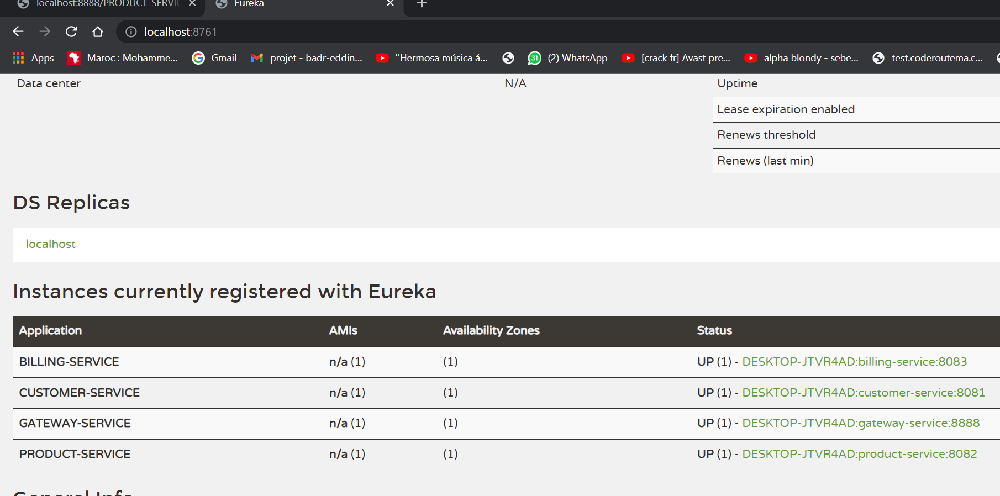 localhost:8888/PRODUCT-SERVIC
Eureka
localhost:8761
Apps
Maroc : Mohamme...
Gmail
projet - badr-eddin...
"Hermosa música á...
(2) WhatsApp
[crack fr] Avast pre...
alpha blondy - sebe...
test.coderoutema.c...
Data center N/A
Uptime
Lease expiration enabled
Renews threshold
Renews (last min)
DS Replicas
localhost
Instances currently registered with Eureka
Application AMIs Availability Zones Status
BILLING-SERVICE n/a (1) (1) UP (1) - DESKTOP-JTVR4AD:billing-service:8083
CUSTOMER-SERVICE n/a (1) (1) UP (1) - DESKTOP-JTVR4AD:customer-service:8081
GATEWAY-SERVICE n/a (1) (1) UP (1) - DESKTOP-JTVR4AD:gateway-service:8888
PRODUCT-SERVICE n/a (1) (1) UP (1) - DESKTOP-JTVR4AD:product-service:8082
General Info